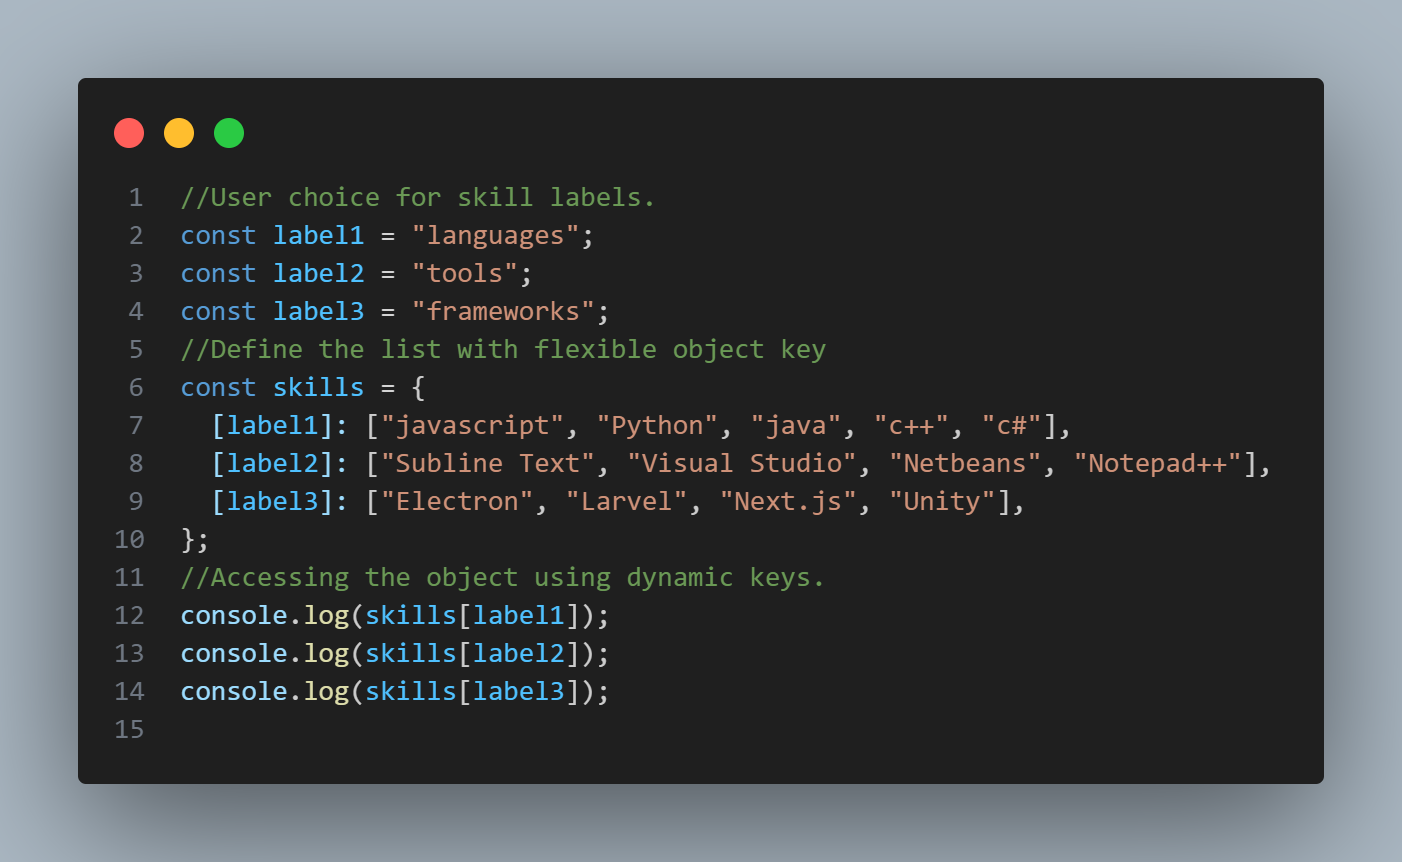 1 //User choice for skill labels.
2 const label1 = "languages";
3 const label2 = "tools";
4 const label3 = "frameworks";
5 //Define the list with flexible object key
6 const skills = {
7   [label1]: ["javascript", "Python", "java", "c++", "c#"],
8   [label2]: ["Subline Text", "Visual Studio", "Netbeans", "Notepad++"],
9   [label3]: ["Electron", "Larvel", "Next.js", "Unity"],
10 };
11 //Accessing the object using dynamic keys.
12 console.log(skills[label1]);
13 console.log(skills[label2]);
14 console.log(skills[label3]);
15